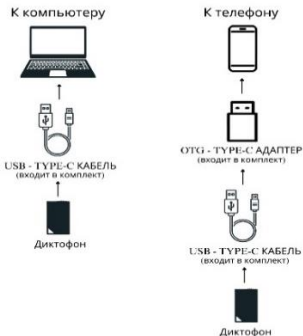 К компьютеру
USB - TYPE-C КАБЕЛЬ
(входит в комплект)
Диктофон
К телефону
OTG - TYPE-C АДАПТЕР
(входит в комплект)
USB - TYPE-C КАБЕЛЬ
(входит в комплект)
Диктофон